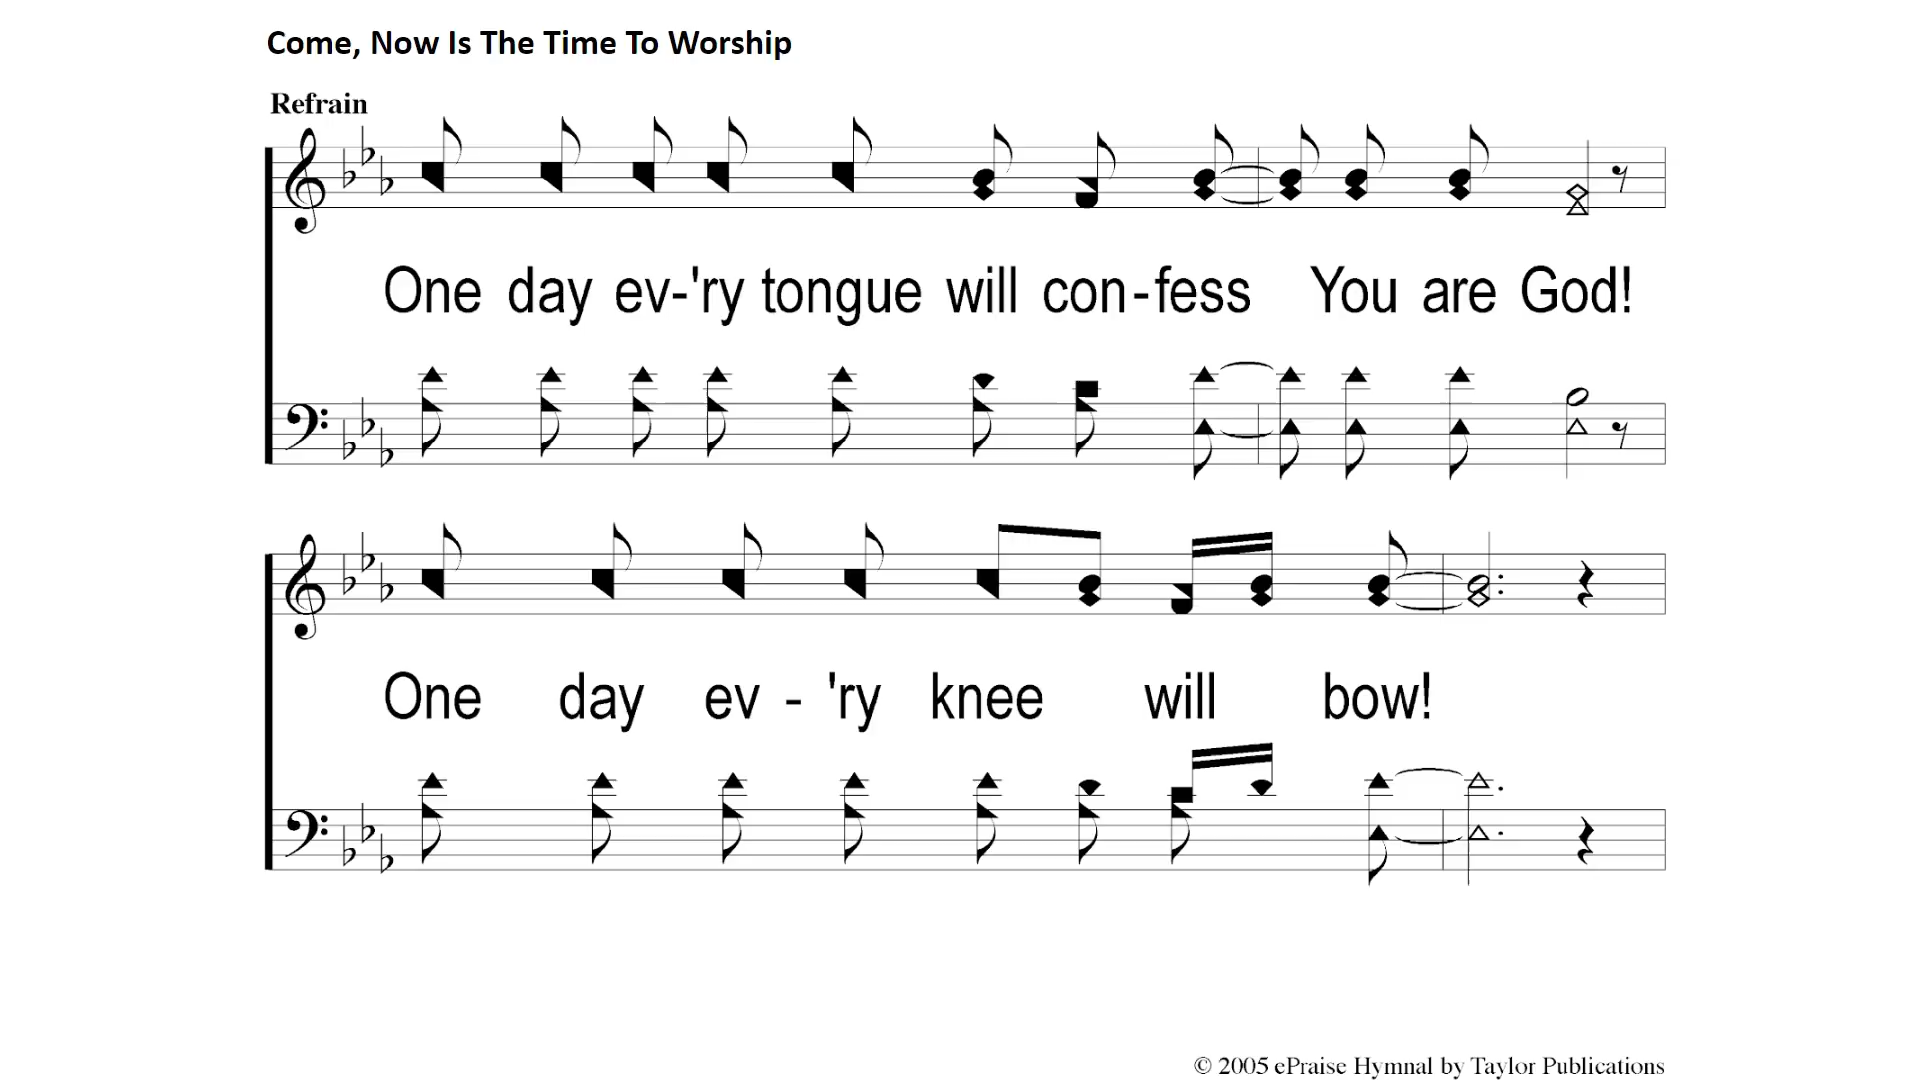 Come, Now Is The Time To Worship
Refrain
One day ev-'ry tongue will con-fess You are God!
One day ev - 'ry knee will bow!
© 2005 ePraise Hymnal by Taylor Publications